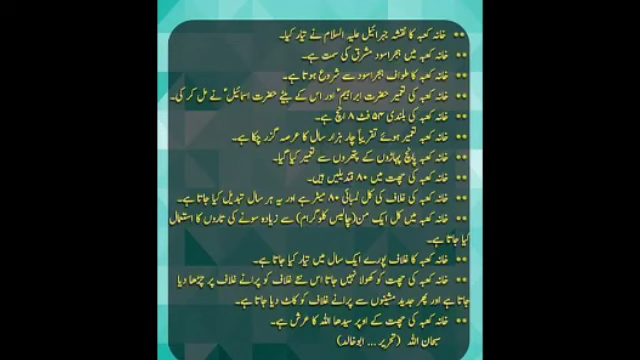 ** خانہ کعبہ کا نقشہ جبرائیل علیہ السلام نے تیار کیا۔
** خانہ کعبہ میں حجراسود مشرق کی سمت ہے۔
** خانہ کعبہ کا طواف حجراسود سے شروع ہوتا ہے۔
** خانہ کعبہ کی تعمیر حضرت ابراہیمؑ اور اس کے بیٹے حضرت اسمائیلؑ نے مل کر کی۔
** خانہ کعبہ کی بلندی ۵۴ فٹ ۸ انچ ہے۔
** خانہ کعبہ تعمیر ہوئے تقریباً چار ہزار سال کا عرصہ گزر چکا ہے۔
** خانہ کعبہ پانچ پہاڑوں کے پتھروں سے تعمیر کیا گیا۔
** خانہ کعبہ کی چھت میں ۸۰ قندیلیں ہیں۔
** خانہ کعبہ کی غلاف کی کل لمبائی ۸۰ میٹر ہے اور یہ ہر سال تبدیل کیا جاتا ہے۔
** خانہ کعبہ میں کل ایک من (چالیس کلوگرام) سے زیادہ سونے کی تاروں کا استعمال
کیا جاتا ہے۔
** خانہ کعبہ کا غلاف پورے ایک سال میں تیار کیا جاتا ہے۔
** خانہ کعبہ کی چھت کو کھولا نہیں جاتا اس نئے غلاف کو پرانے غلاف پر چڑھا دیا
جاتا ہے اور پھر جدید مشینوں سے پرانے غلاف کو کاٹ دیا جاتا ہے۔
** خانہ کعبہ کی چھت کے اوپر سیدھا اللہ کا عرش ہے۔
سبحان اللہ (تحریر ... ابوخالد)